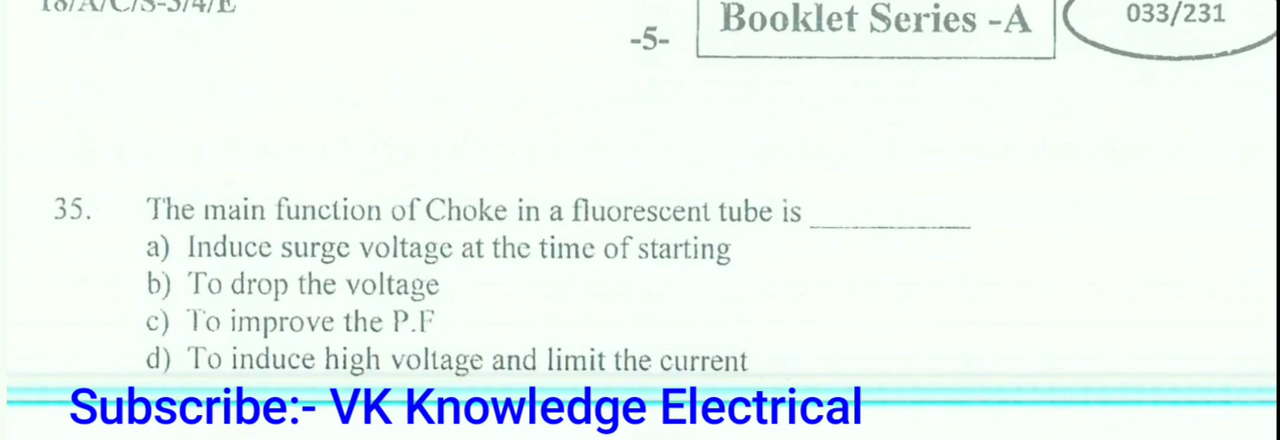 -5-
Booklet Series -A
033/231
35. The main function of Choke in a fluorescent tube is __________
a) Induce surge voltage at the time of starting
b) To drop the voltage
c) To improve the P.F
d) To induce high voltage and limit the current
Subscribe:- VK Knowledge Electrical